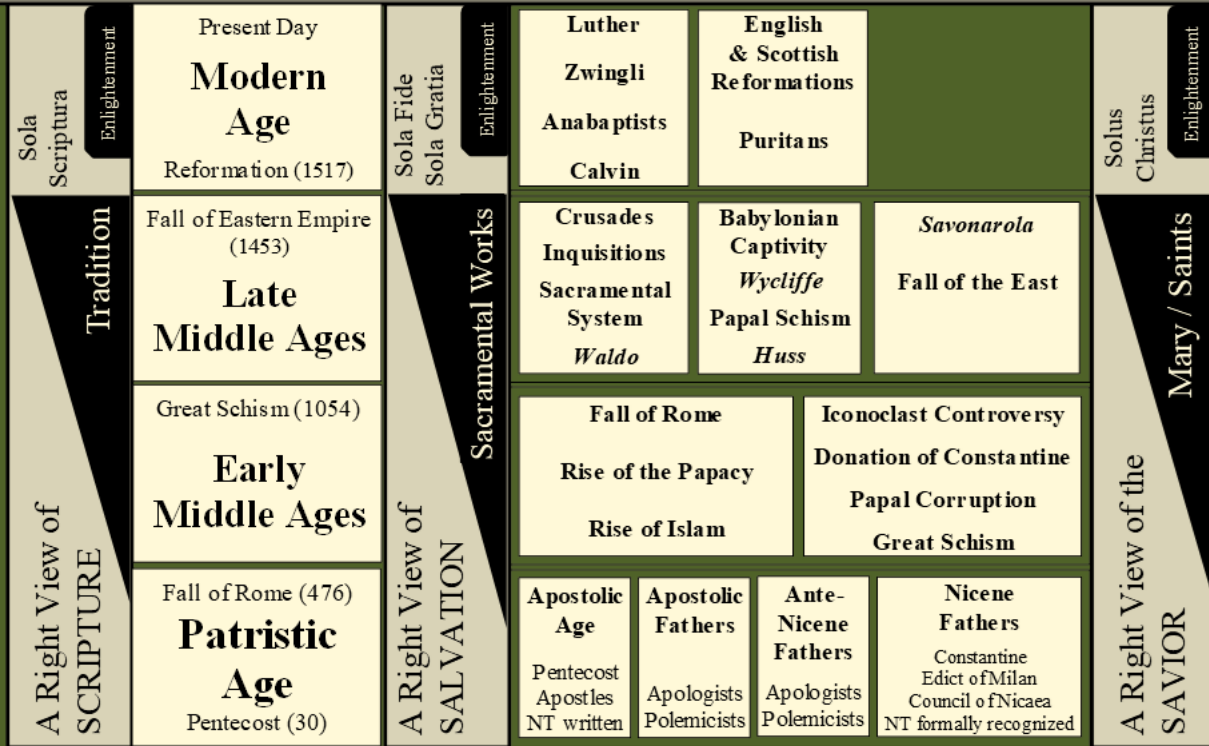 Sola
Scriptura
Enlightenment
Tradition
A Right View of
SCRIPTURE
Present Day
Modern
Age
Reformation (1517)
Fall of Eastern Empire
(1453)
Late
Middle Ages
Great Schism (1054)
Early
Middle Ages
Fall of Rome (476)
Patristic
Age
Pentecost (30)
Sola Fide
Sola Gratia
Enlightenment
Sacramental Works
A Right View of
SALVATION
Luther
Zwingli
Anabaptists
Calvin
English
& Scottish
Reformations
Puritans
Crusades
Inquisitions
Sacramental
System
Waldo
Babylonian
Captivity
Wycliffe
Papal Schism
Huss
Savonarola
Fall of the East
Fall of Rome
Rise of the Papacy
Rise of Islam
Iconoclast Controversy
Donation of Constantine
Papal Corruption
Great Schism
Apostolic
Age
Pentecost
Apostles
NT written
Apostolic
Fathers
Apologists
Polemicists
Ante-
Nicene
Fathers
Apologists
Polemicists
Nicene
Fathers
Constantine
Edict of Milan
Council of Nicaea
NT formally recognized
Solus
Christus
Enlightenment
Mary / Saints
A Right View of the
SAVIOR